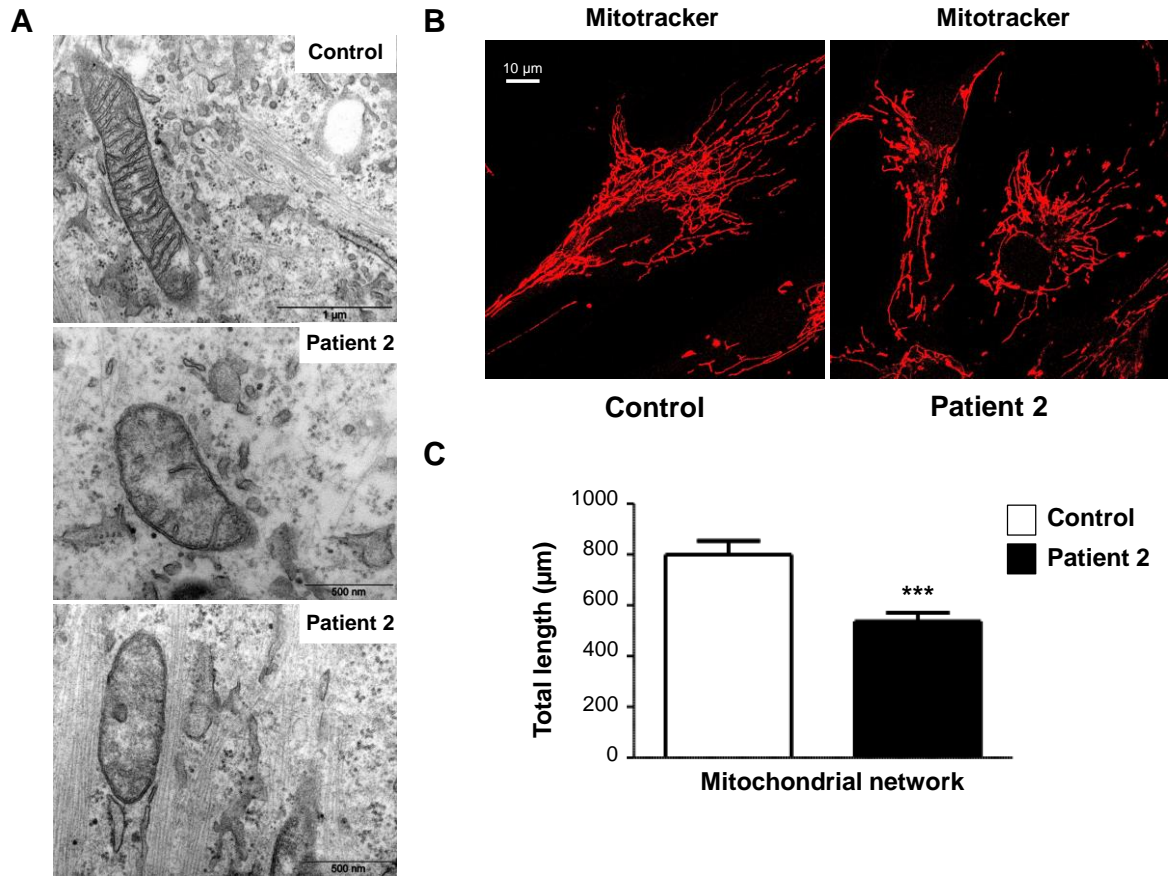 A
Control
1 µm
Patient 2
500 nm
Patient 2
500 nm
B
Mitotracker
Mitotracker
10 µm
Control
Patient 2
C
Total length (µm)
1000
800
600
400
200
0
***
Mitochondrial network
Control
Patient 2